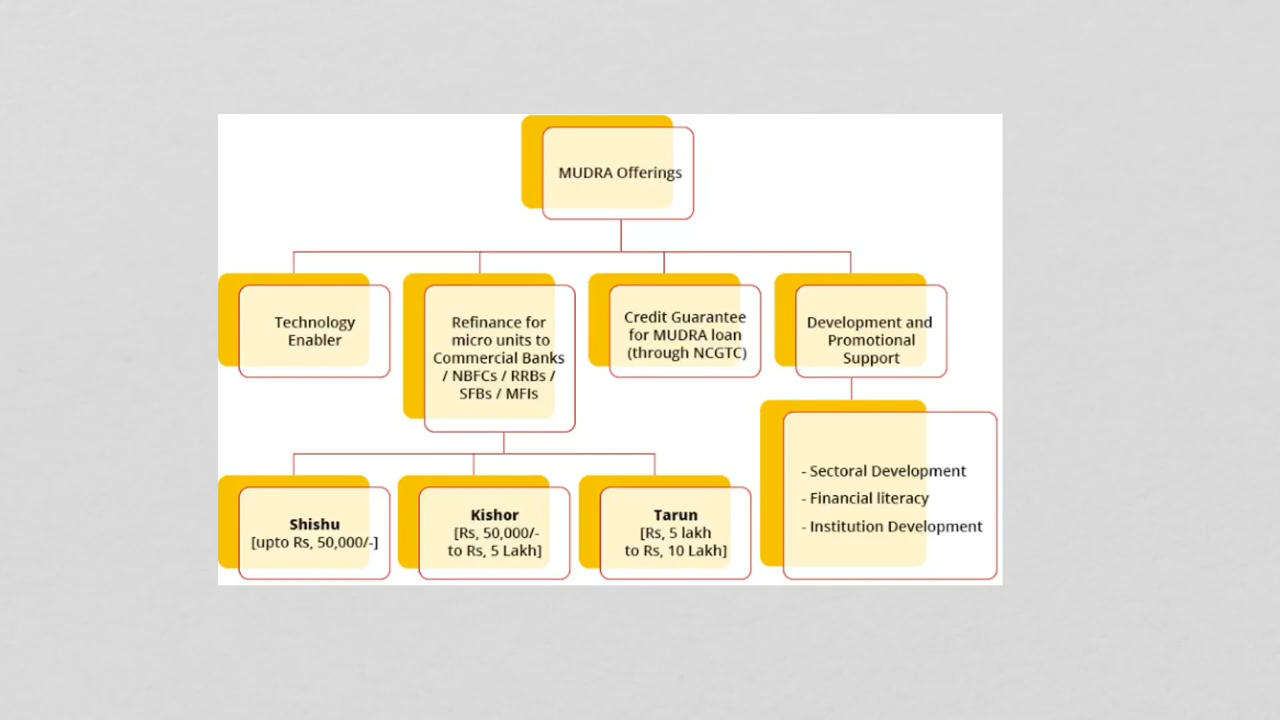 MUDRA Offerings
Technology
Enabler
Refinance for
micro units to
Commercial Banks
/ NBFCs / RRBs /
SFBs / MFIs
Credit Guarantee
for MUDRA loan
(through NCGTC)
Development and
Promotional
Support
Shishu
[upto Rs, 50,000/-]
Kishor
[Rs, 50,000/-
to Rs, 5 Lakh]
Tarun
[Rs, 5 lakh
to Rs, 10 Lakh]
- Sectoral Development
- Financial literacy
- Institution Development